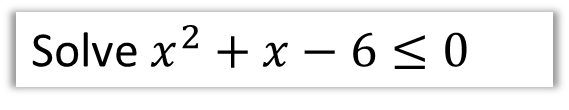 Solve 𝑥² + 𝑥 − 6 ≤ 0